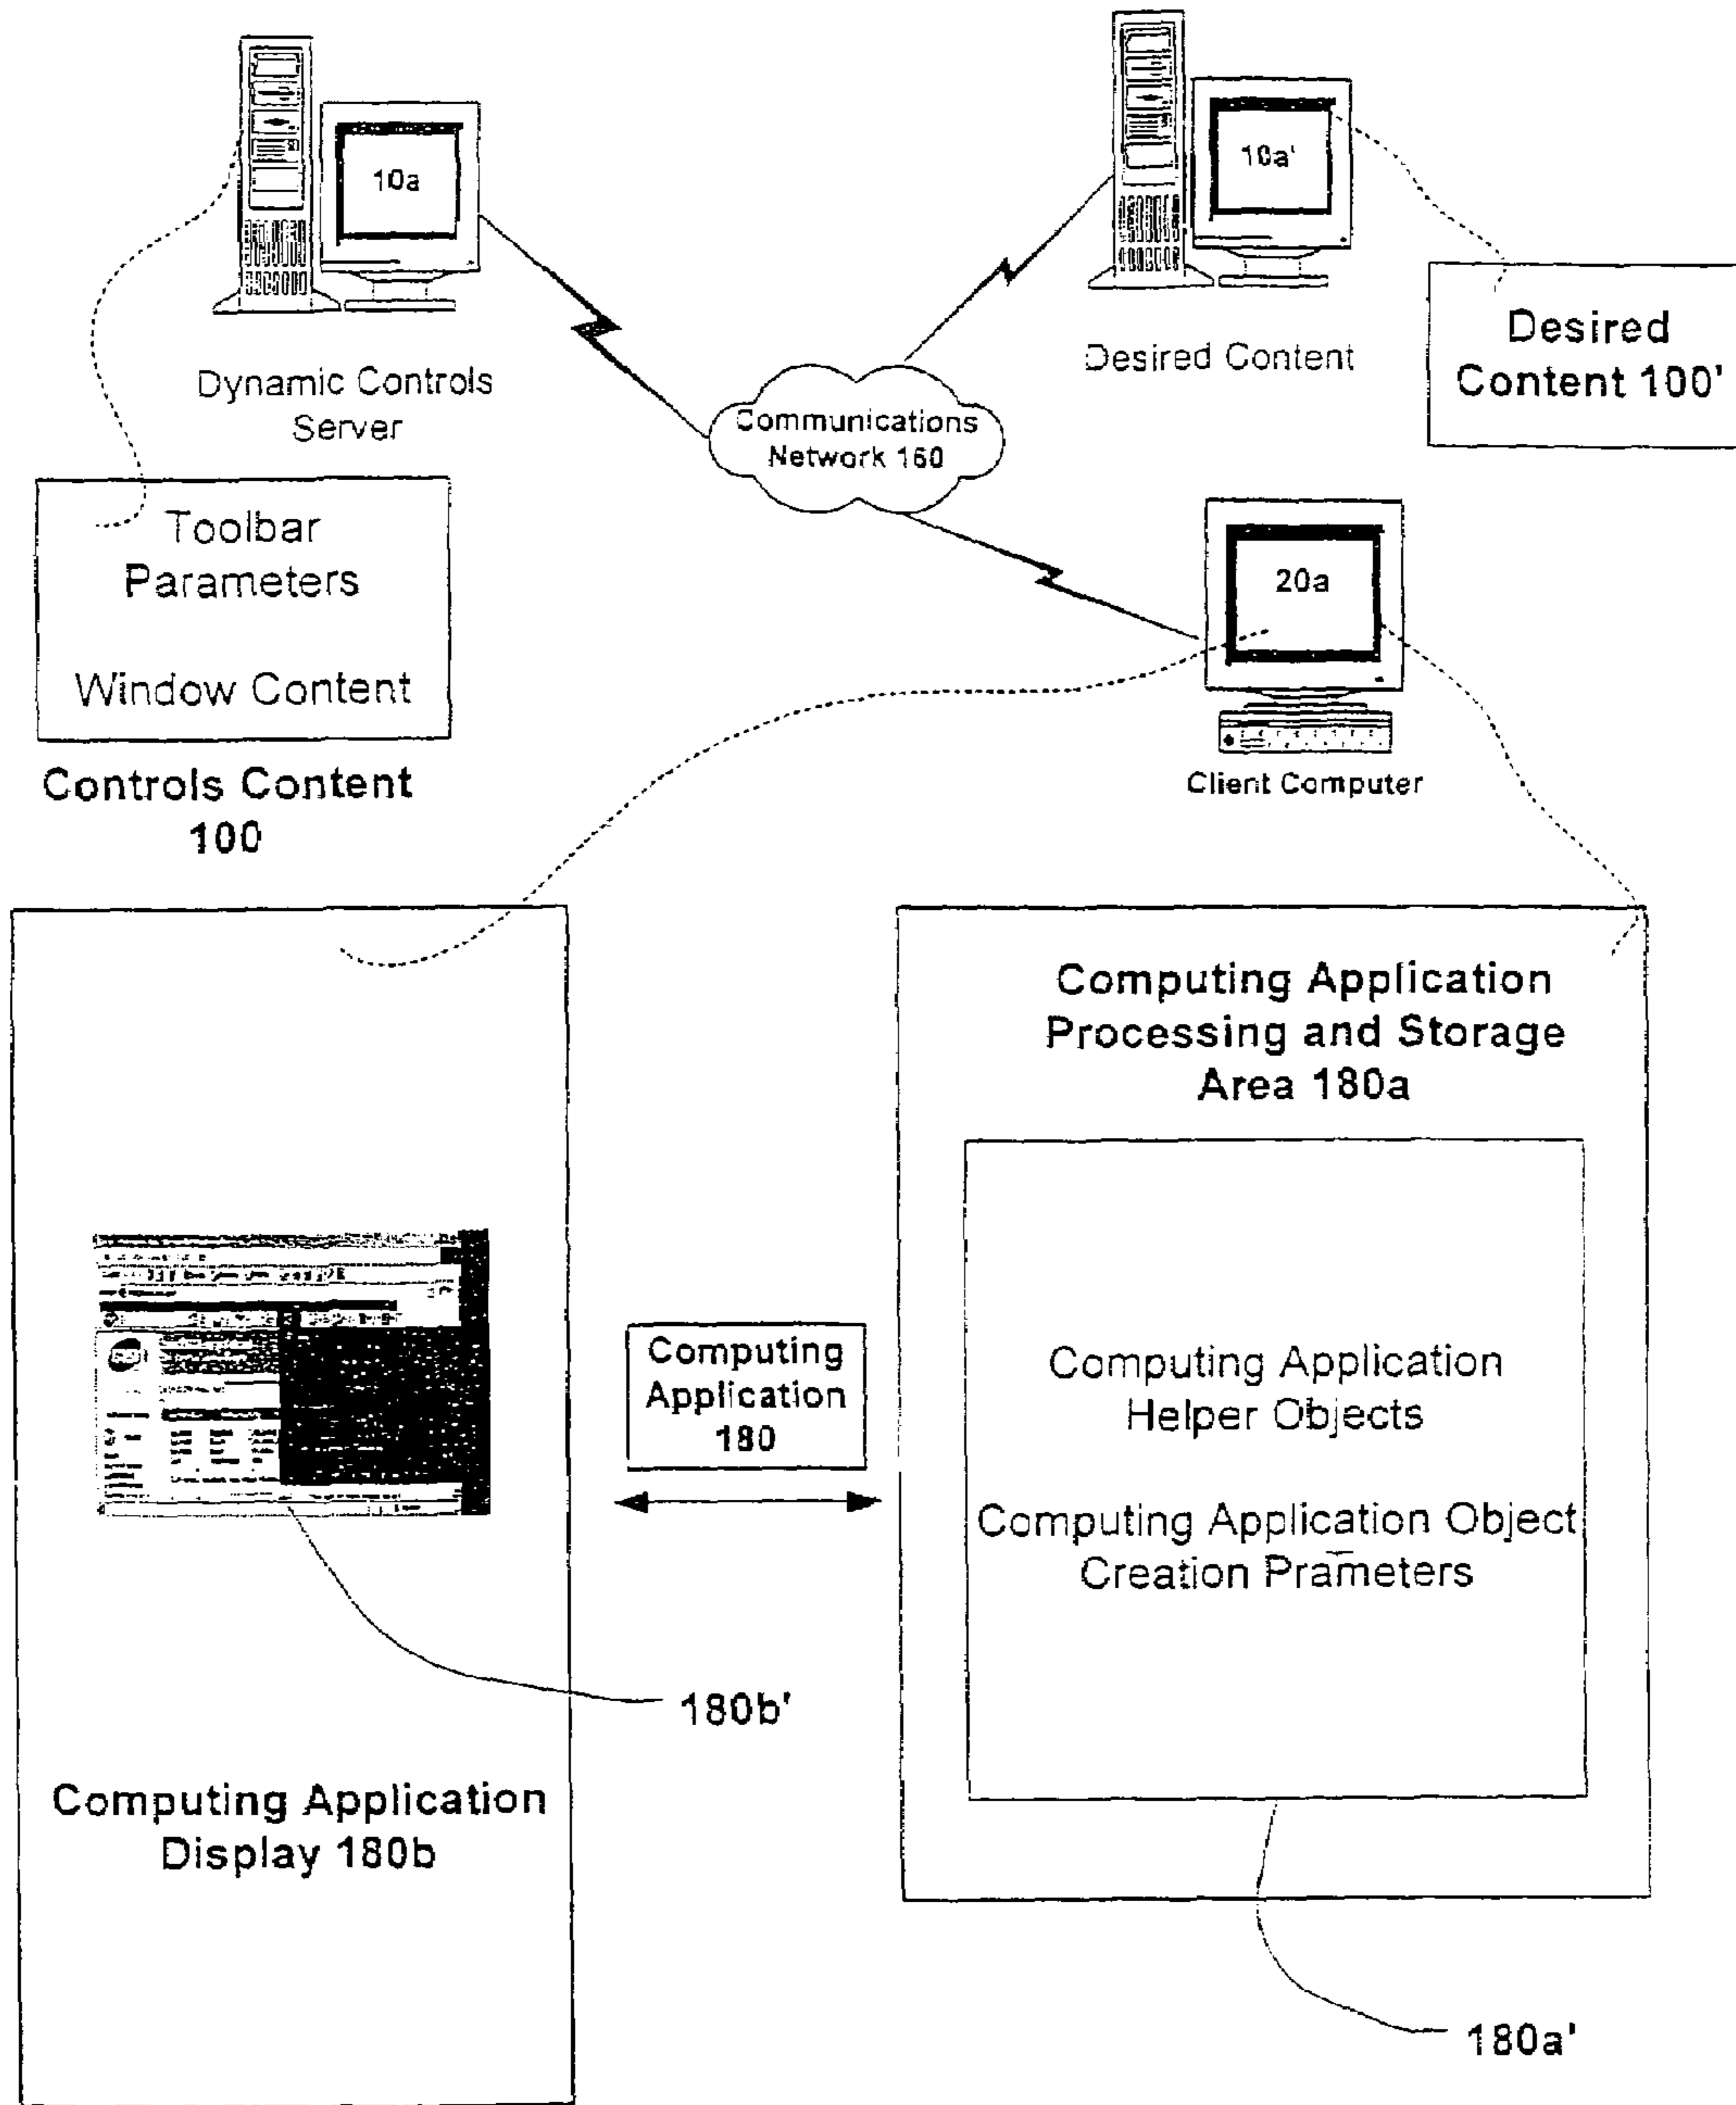 10a
Dynamic Controls
Server
10a'
Desired Content
Desired
Content 100'
Communications
Network 160
Toolbar
Parameters
Window Content
Controls Content
100
20a
Client Computer
Computing Application
Processing and Storage
Area 180a
Computing Application
Helper Objects
Computing Application Object
Creation Prameters
Computing
Application
180
180b'
Computing Application
Display 180b
180a'